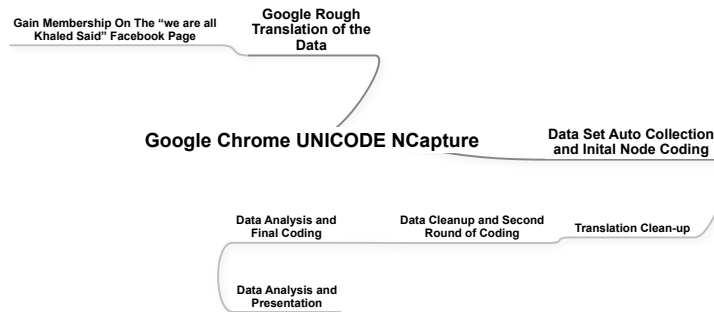 Gain Membership On The “we are all
Khaled Said” Facebook Page
Google Rough
Translation of the
Data
Google Chrome UNICODE NCapture
Data Set Auto Collection
and Inital Node Coding
Translation Clean-up
Data Cleanup and Second
Round of Coding
Data Analysis and
Final Coding
Data Analysis and
Presentation